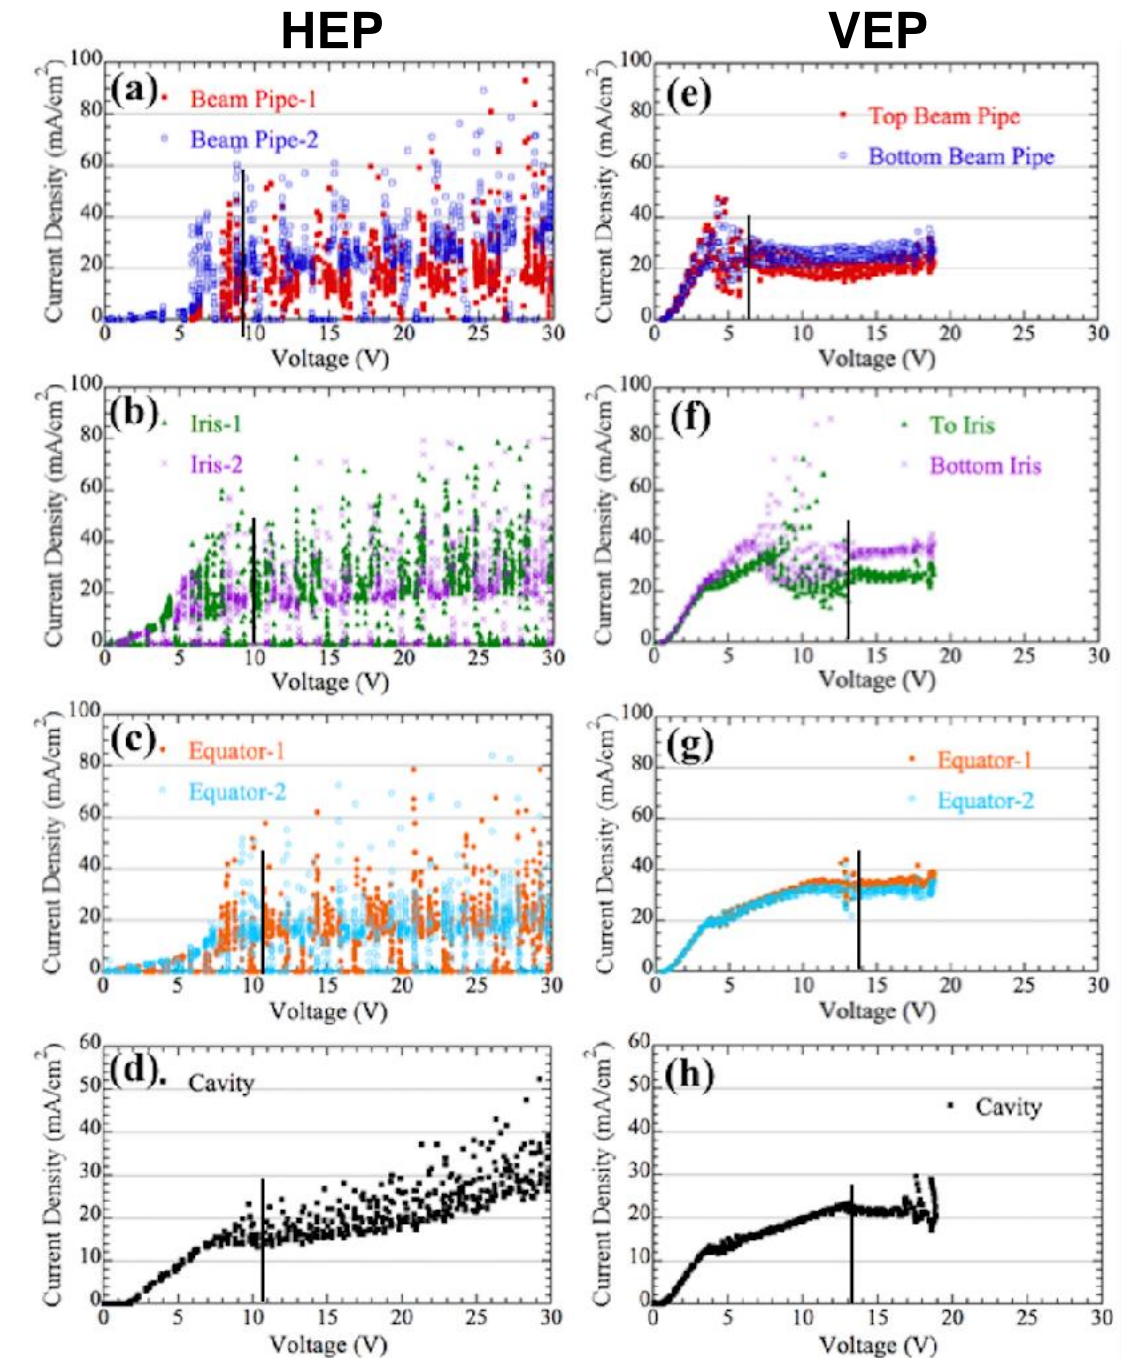 HEP
VEP
(a)
Beam Pipe-1
Beam Pipe-2
Current Density (mA/cm²)
0 20 40 60 80 100
0 5 10 15 20 25 30
Voltage (V)
(e)
Top Beam Pipe
Bottom Beam Pipe
Current Density (mA/cm²)
0 20 40 60 80 100
0 5 10 15 20 25 30
Voltage (V)
(b)
Iris-1
Iris-2
Current Density (mA/cm²)
0 20 40 60 80 100
0 5 10 15 20 25 30
Voltage (V)
(f)
To Iris
Bottom Iris
Current Density (mA/cm²)
0 20 40 60 80 100
0 5 10 15 20 25 30
Voltage (V)
(c)
Equator-1
Equator-2
Current Density (mA/cm²)
0 20 40 60 80 100
0 5 10 15 20 25 30
Voltage (V)
(g)
Equator-1
Equator-2
Current Density (mA/cm²)
0 20 40 60 80 100
0 5 10 15 20 25 30
Voltage (V)
(d)
Cavity
Current Density (mA/cm²)
0 10 20 30 40 50 60
0 5 10 15 20 25 30
Voltage (V)
(h)
Cavity
Current Density (mA/cm²)
0 10 20 30 40 50 60
0 5 10 15 20 25 30
Voltage (V)